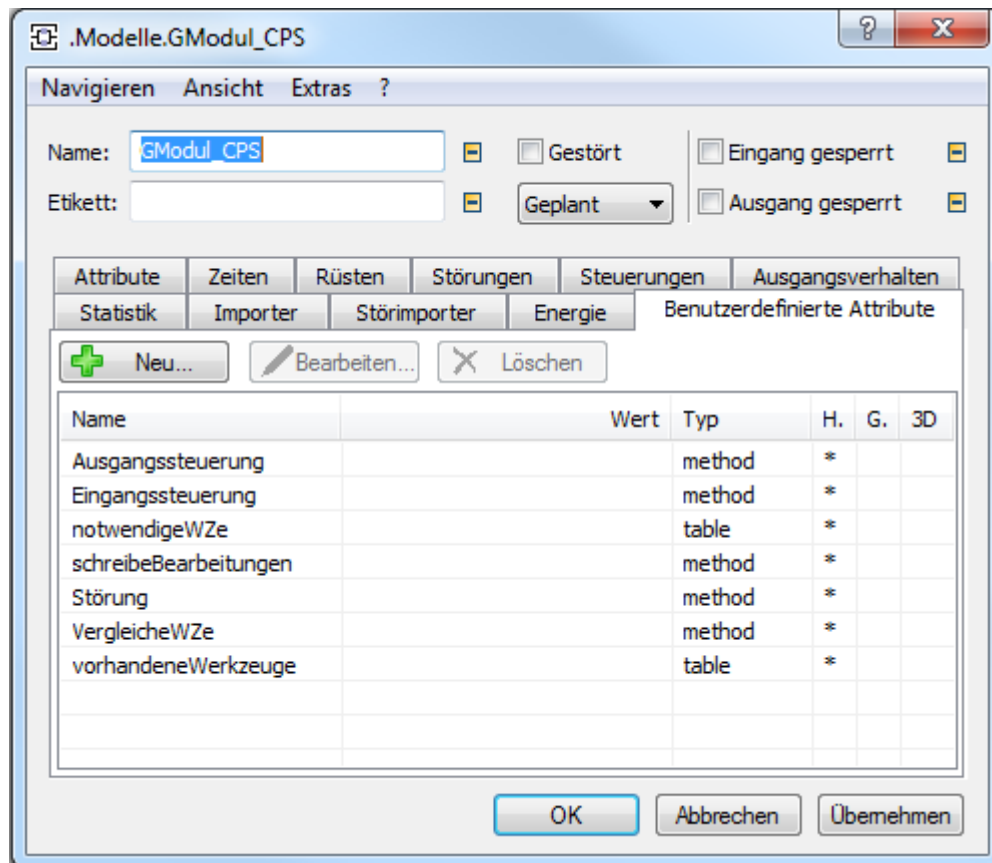 .Modelle.GModul_CPS
Navigieren Ansicht Extras ?
Name: GModul_CPS Gestört Eingang gesperrt
Etikett: Geplant Ausgang gesperrt
Attribute Zeiten Rüsten Störungen Steuerungen Ausgangsverhalten
Statistik Importer Störimporter Energie Benutzerdefinierte Attribute
Neu... Bearbeiten... Löschen
Name Wert Typ H. G. 3D
Ausgangssteuerung method *
Eingangssteuerung method *
notwendigeWZe table *
schreibeBearbeitungen method *
Störung method *
VergleicheWZe method *
vorhandeneWerkzeuge table *
OK Abbrechen Übernehmen